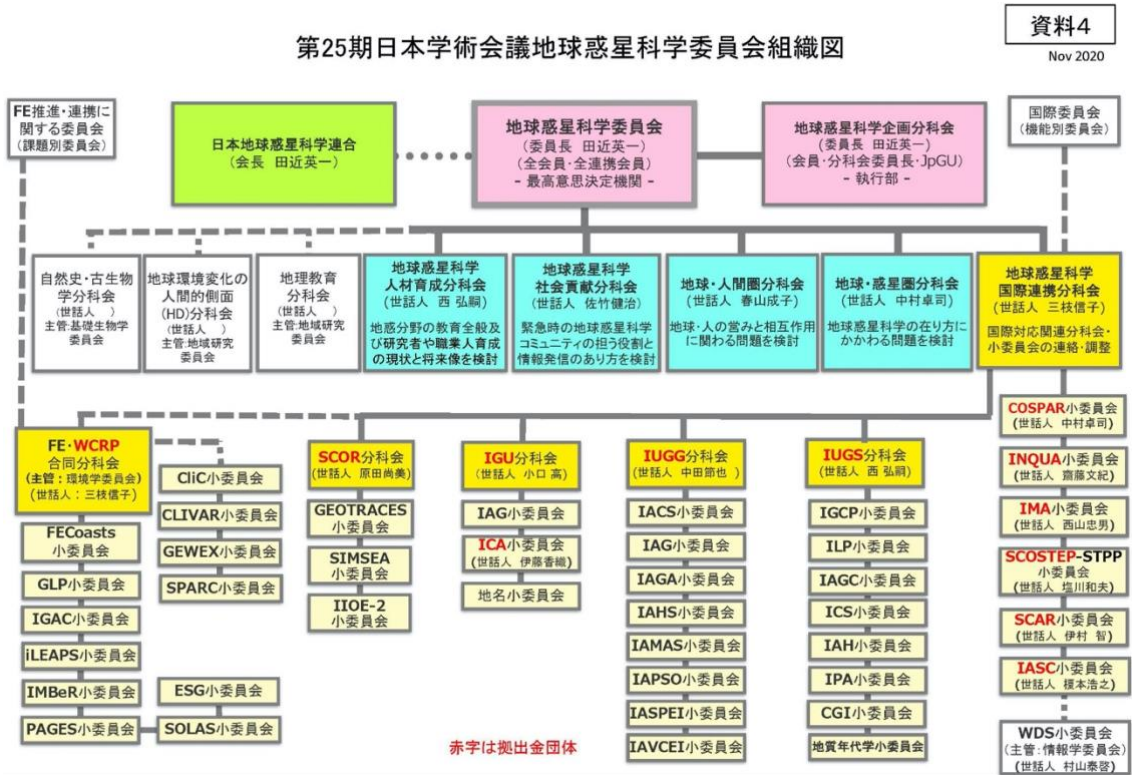 資料4
Nov 2020
第25期日本学術会議地球惑星科学委員会組織図
FE推進・連携に
関する委員会
(課題別委員会)
日本地球惑星科学連合
(会長 田近英一)
地球惑星科学委員会
(委員長 田近英一)
(全会員・全連携会員)
- 最高意思決定機関 -
地球惑星科学企画分科会
(委員長 田近英一)
(会員・分科会委員長・JpGU)
- 執行部 -
国際委員会
(機能別委員会)
自然史・古生物
学分科会
(世話人 )
主管:基礎生物学
委員会
地球環境変化の
人間的側面
(HD)分科会
(世話人 )
主管:地域研究
委員会
地理教育
分科会
(世話人 )
主管:地域研究
委員会
地球惑星科学
人材育成分科会
(世話人 西 弘嗣)
地惑分野の教育全般及
び研究者や職業人育成
の現状と将来像を検討
地球惑星科学
社会貢献分科会
(世話人 佐竹健治)
緊急時の地球惑星科学
コミュニティの担う役割と
情報発信のあり方を検討
地球・人間圏分科会
(世話人 春山成子)
地球・人の営みと相互作用
に関わる問題を検討
地球・惑星圏分科会
(世話人 中村卓司)
地球惑星科学の在り方に
かかわる問題を検討
地球惑星科学
国際連携分科会
(世話人 三枝信子)
国際対応関連分科会・
小委員会の連絡・調整
FE・WCRP
合同分科会
(主管：環境学委員会)
(世話人：三枝信子)
FECoasts
小委員会
GLP小委員会
IGAC小委員会
iLEAPS小委員会
IMBeR小委員会
PAGES小委員会
CliC小委員会
CLIVAR小委員会
GEWEX小委員会
SPARC小委員会
ESG小委員会
SOLAS小委員会
SCOR分科会
(世話人 原田尚美)
GEOTRACES
小委員会
SIMSEA
小委員会
IIOE-2
小委員会
IGU分科会
(世話人 小口 高)
IAG小委員会
ICA小委員会
(世話人 伊藤香織)
地名小委員会
IUGG分科会
(世話人 中田節也 )
IACS小委員会
IAG小委員会
IAGA小委員会
IAHS小委員会
IAMAS小委員会
IAPSO小委員会
IASPEI小委員会
IAVCEI小委員会
IUGS分科会
(世話人 西 弘嗣)
IGCP小委員会
ILP小委員会
IAGC小委員会
ICS小委員会
IAH小委員会
IPA小委員会
CGI小委員会
地質年代学小委員会
COSPAR小委員会
(世話人 中村卓司)
INQUA小委員会
(世話人 齋藤文紀)
IMA小委員会
(世話人 西山忠男)
SCOSTEP-STPP
小委員会
(世話人 塩川和夫)
SCAR小委員会
(世話人 伊村 智)
IASC小委員会
(世話人 榎本浩之)
WDS小委員会
(主管:情報学委員会)
(世話人 村山泰啓)
赤字は拠出金団体